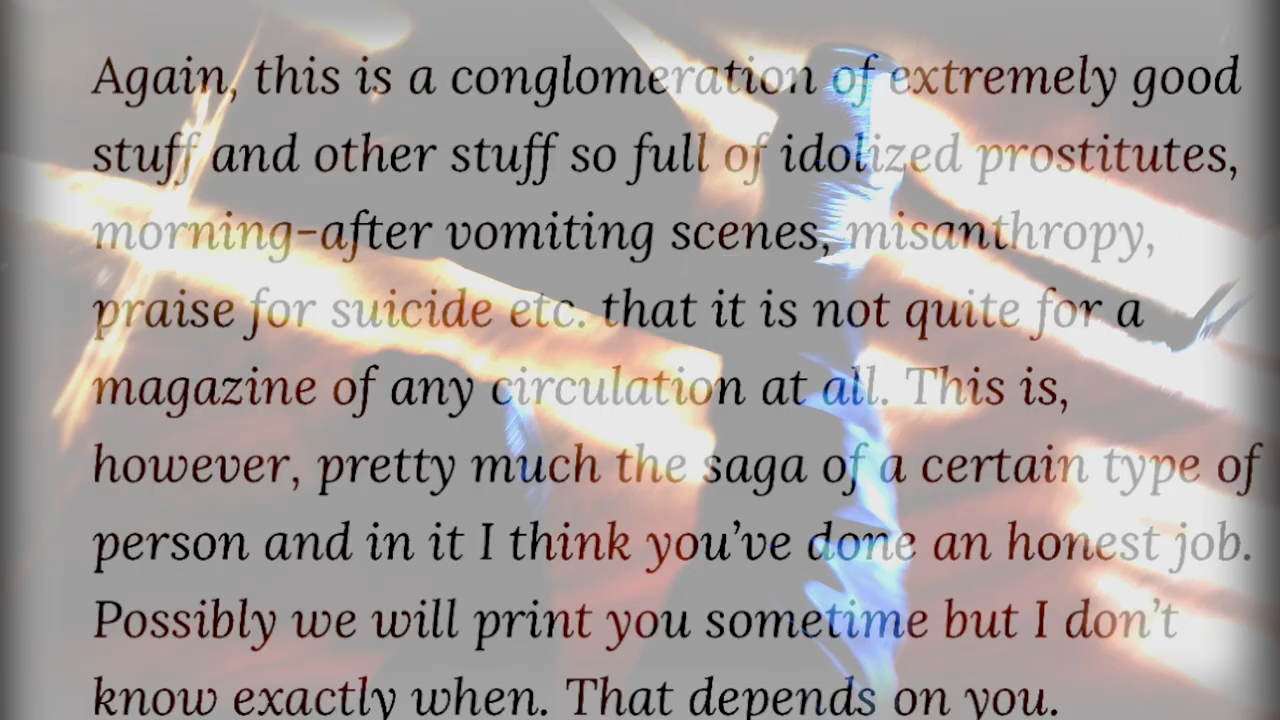 Again, this is a conglomeration of extremely good
stuff and other stuff so full of idolized prostitutes,
morning-after vomiting scenes, misanthropy,
praise for suicide etc. that it is not quite for a
magazine of any circulation at all. This is,
however, pretty much the saga of a certain type of
person and in it I think you’ve done an honest job.
Possibly we will print you sometime but I don’t
know exactly when. That depends on you.